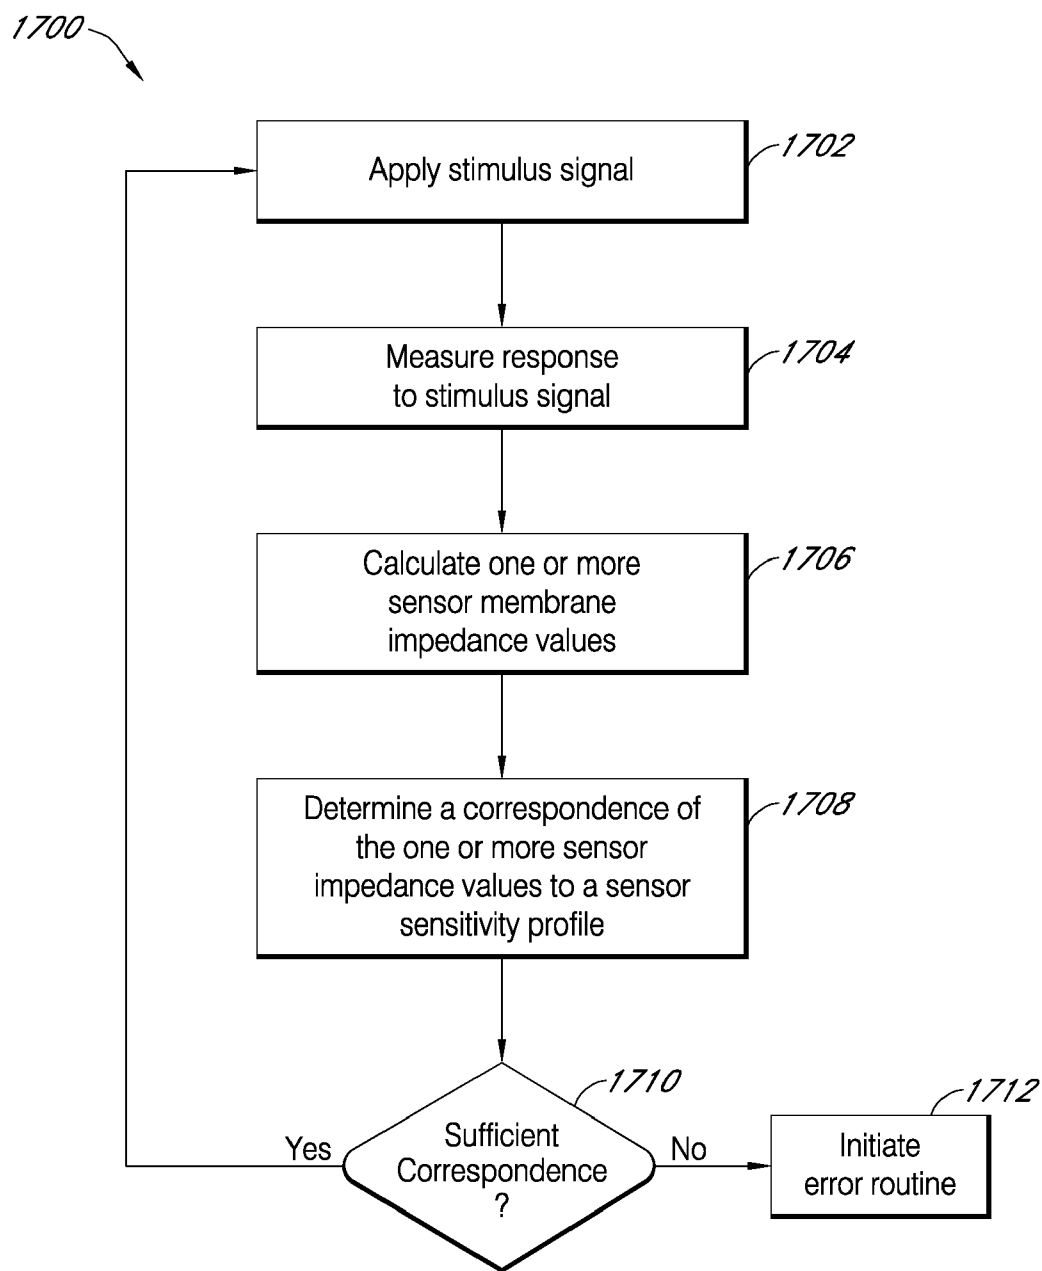 1700
Apply stimulus signal
1702
Measure response
to stimulus signal
1704
Calculate one or more
sensor membrane
impedance values
1706
Determine a correspondence of
the one or more sensor
impedance values to a sensor
sensitivity profile
1708
Sufficient
Correspondence
?
1710
Yes
No
Initiate
error routine
1712